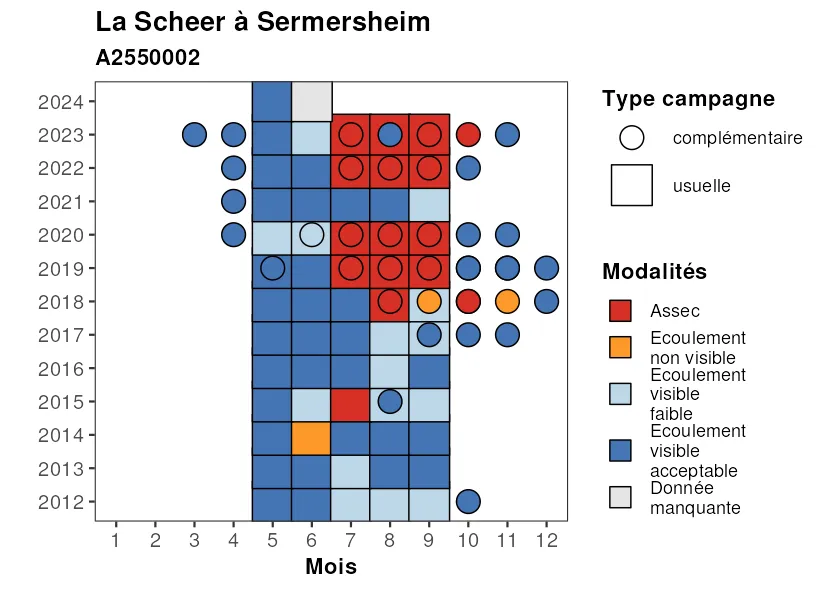 La Scheer à Sermersheim
A2550002
2024
2023
2022
2021
2020
2019
2018
2017
2016
2015
2014
2013
2012
1 2 3 4 5 6 7 8 9 10 11 12
Mois
Type campagne
complémentaire
usuelle
Modalités
Assec
Ecoulement
non visible
Ecoulement
visible
faible
Ecoulement
visible
acceptable
Donnée
manquante